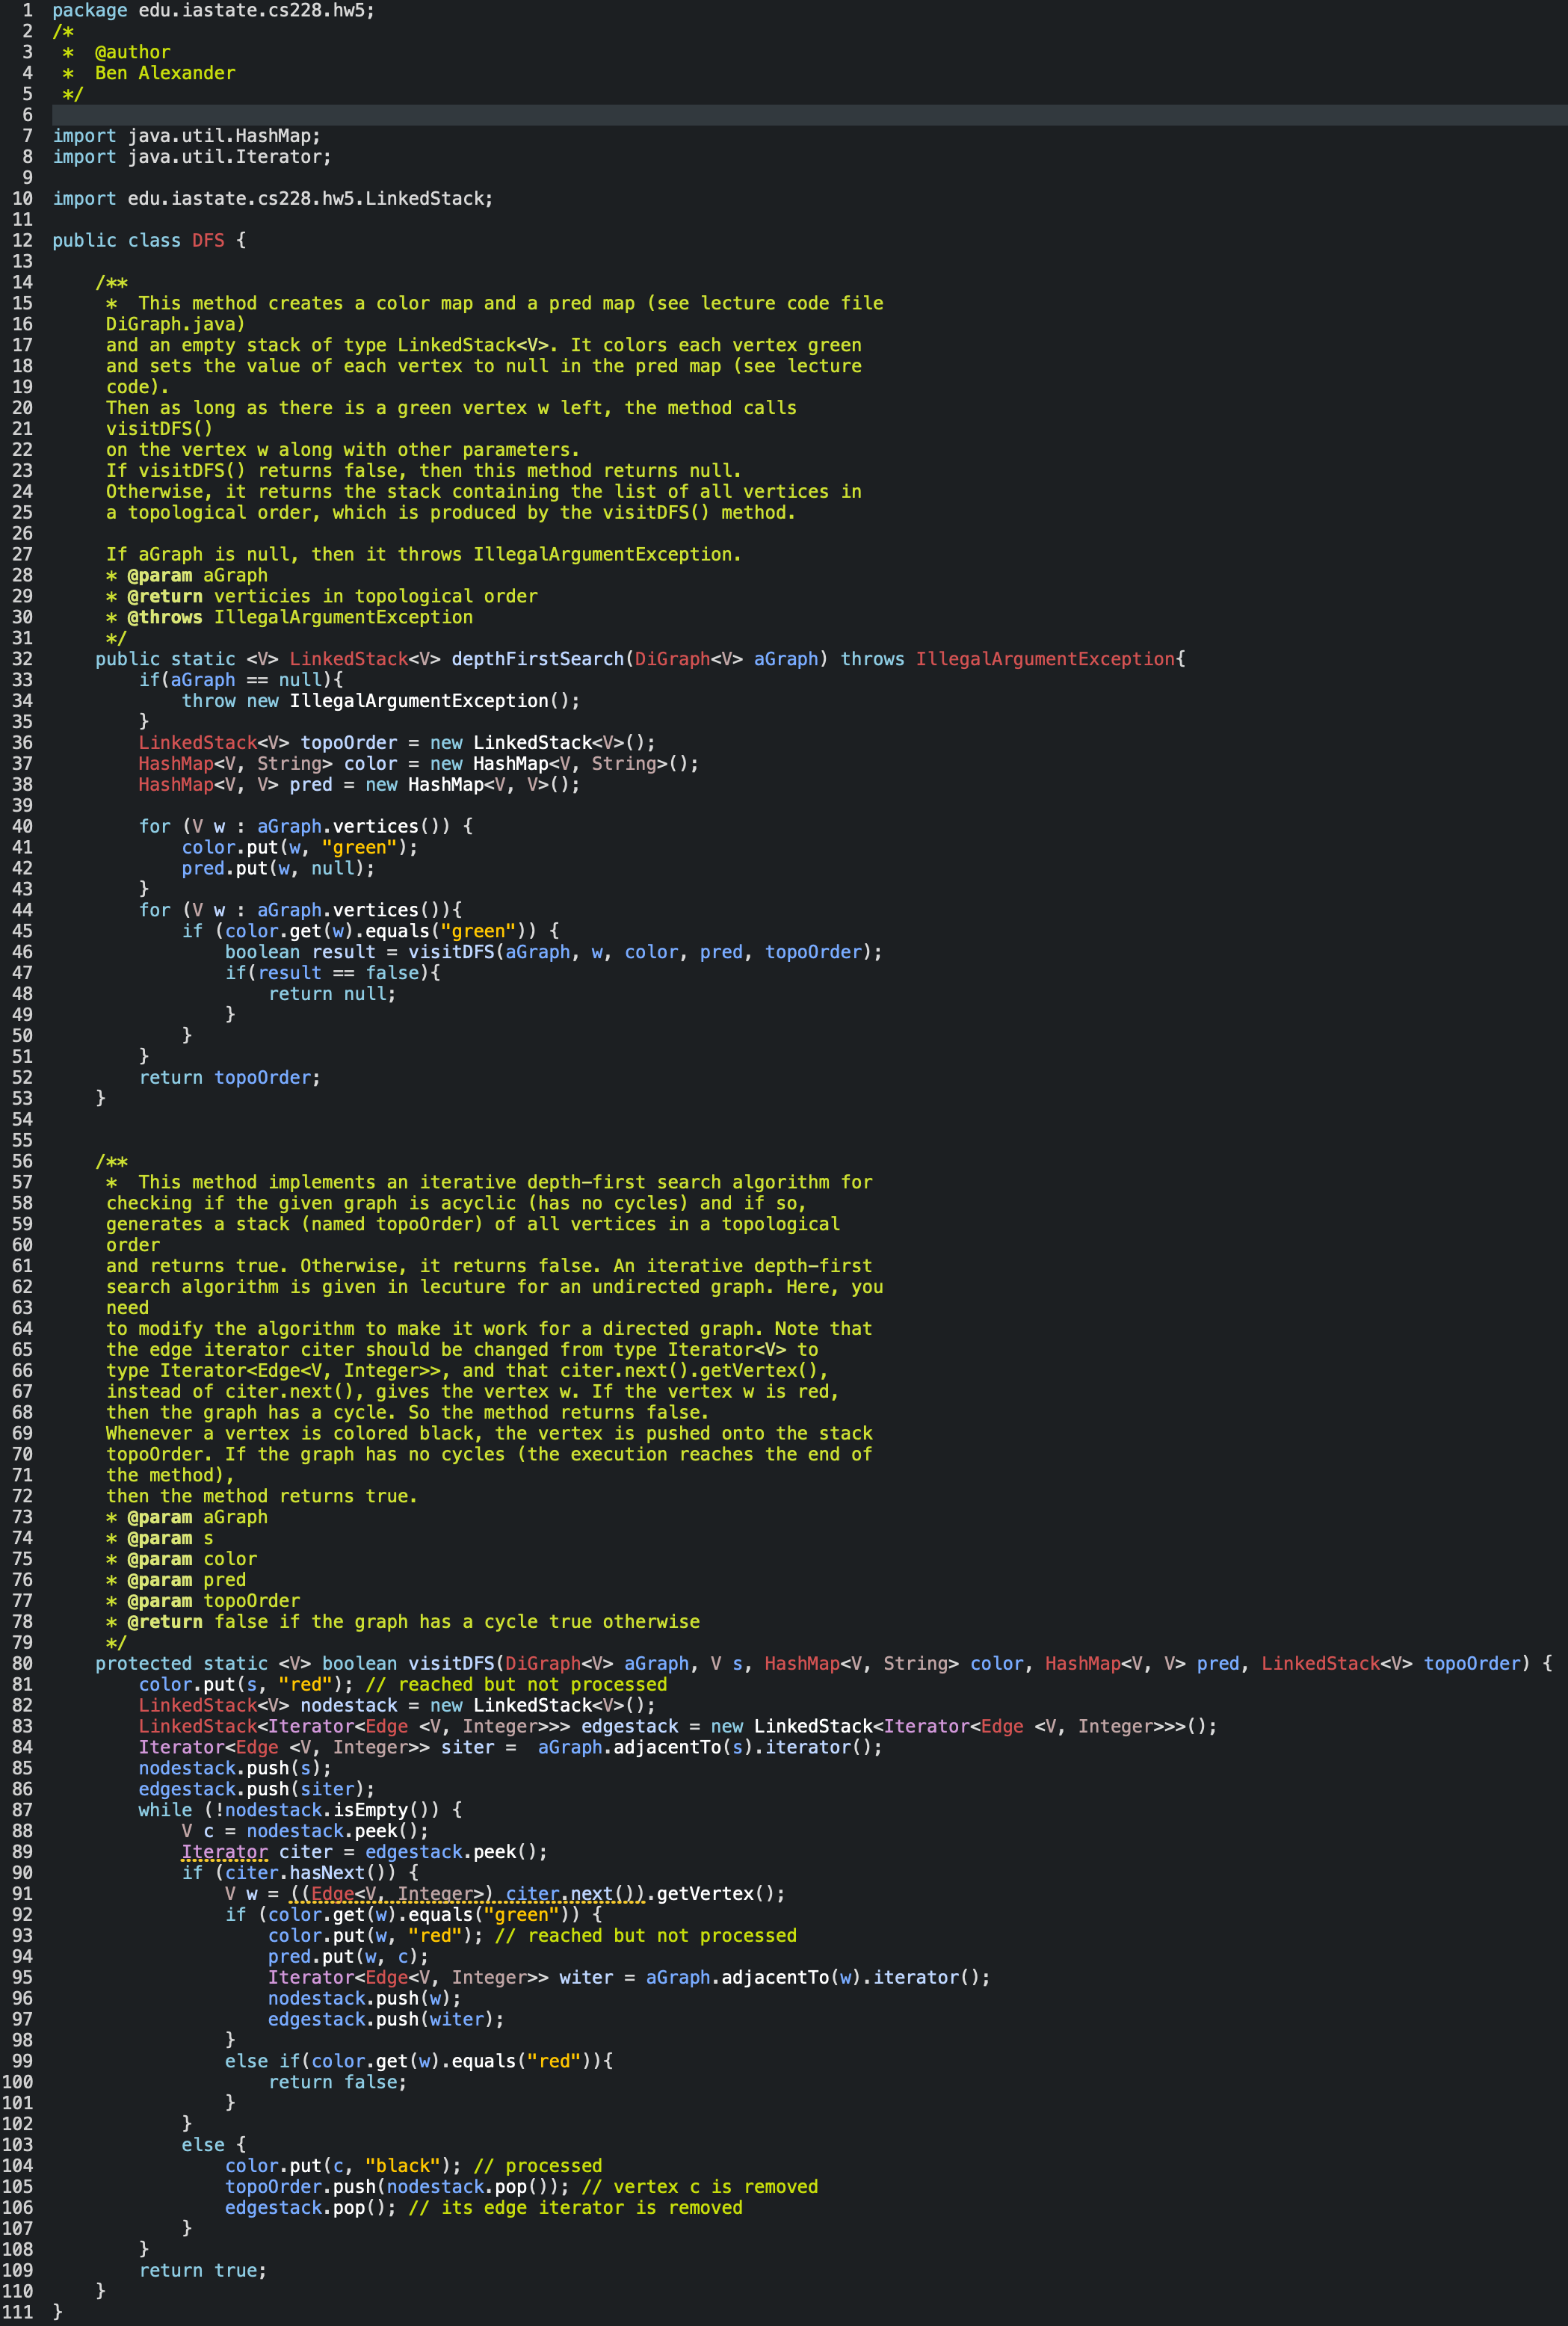 1 package edu.iastate.cs228.hw5;
2 /*
3  *  @author
4  *  Ben Alexander
5  */
6
7 import java.util.HashMap;
8 import java.util.Iterator;
9
10 import edu.iastate.cs228.hw5.LinkedStack;
11
12 public class DFS {
13
14     /**
15      *  This method creates a color map and a pred map (see lecture code file
16      DiGraph.java)
17      and an empty stack of type LinkedStack<V>. It colors each vertex green
18      and sets the value of each vertex to null in the pred map (see lecture
19      code).
20      Then as long as there is a green vertex w left, the method calls
21      visitDFS()
22      on the vertex w along with other parameters.
23      If visitDFS() returns false, then this method returns null.
24      Otherwise, it returns the stack containing the list of all vertices in
25      a topological order, which is produced by the visitDFS() method.
26
27      If aGraph is null, then it throws IllegalArgumentException.
28      * @param aGraph
29      * @return verticies in topological order
30      * @throws IllegalArgumentException
31      */
32     public static <V> LinkedStack<V> depthFirstSearch(DiGraph<V> aGraph) throws IllegalArgumentException{
33         if(aGraph == null){
34             throw new IllegalArgumentException();
35         }
36         LinkedStack<V> topoOrder = new LinkedStack<V>();
37         HashMap<V, String> color = new HashMap<V, String>();
38         HashMap<V, V> pred = new HashMap<V, V>();
39
40         for (V w : aGraph.vertices()) {
41             color.put(w, "green");
42             pred.put(w, null);
43         }
44         for (V w : aGraph.vertices()){
45             if (color.get(w).equals("green")) {
46                 boolean result = visitDFS(aGraph, w, color, pred, topoOrder);
47                 if(result == false){
48                     return null;
49                 }
50             }
51         }
52         return topoOrder;
53     }
54
55
56     /**
57      *  This method implements an iterative depth-first search algorithm for
58      checking if the given graph is acyclic (has no cycles) and if so,
59      generates a stack (named topoOrder) of all vertices in a topological
60      order
61      and returns true. Otherwise, it returns false. An iterative depth-first
62      search algorithm is given in lecuture for an undirected graph. Here, you
63      need
64      to modify the algorithm to make it work for a directed graph. Note that
65      the edge iterator citer should be changed from type Iterator<V> to
66      type Iterator<Edge<V, Integer>>, and that citer.next().getVertex(),
67      instead of citer.next(), gives the vertex w. If the vertex w is red,
68      then the graph has a cycle. So the method returns false.
69      Whenever a vertex is colored black, the vertex is pushed onto the stack
70      topoOrder. If the graph has no cycles (the execution reaches the end of
71      the method),
72      then the method returns true.
73      * @param aGraph
74      * @param s
75      * @param color
76      * @param pred
77      * @param topoOrder
78      * @return false if the graph has a cycle true otherwise
79      */
80     protected static <V> boolean visitDFS(DiGraph<V> aGraph, V s, HashMap<V, String> color, HashMap<V, V> pred, LinkedStack<V> topoOrder) {
81         color.put(s, "red"); // reached but not processed
82         LinkedStack<V> nodestack = new LinkedStack<V>();
83         LinkedStack<Iterator<Edge <V, Integer>>> edgestack = new LinkedStack<Iterator<Edge <V, Integer>>>();
84         Iterator<Edge <V, Integer>> siter =  aGraph.adjacentTo(s).iterator();
85         nodestack.push(s);
86         edgestack.push(siter);
87         while (!nodestack.isEmpty()) {
88             V c = nodestack.peek();
89             Iterator citer = edgestack.peek();
90             if (citer.hasNext()) {
91                 V w = ((Edge<V, Integer>) citer.next()).getVertex();
92                 if (color.get(w).equals("green")) {
93                     color.put(w, "red"); // reached but not processed
94                     pred.put(w, c);
95                     Iterator<Edge<V, Integer>> witer = aGraph.adjacentTo(w).iterator();
96                     nodestack.push(w);
97                     edgestack.push(witer);
98                 }
99                 else if(color.get(w).equals("red")){
100                     return false;
101                 }
102             }
103             else {
104                 color.put(c, "black"); // processed
105                 topoOrder.push(nodestack.pop()); // vertex c is removed
106                 edgestack.pop(); // its edge iterator is removed
107             }
108         }
109         return true;
110     }
111 }